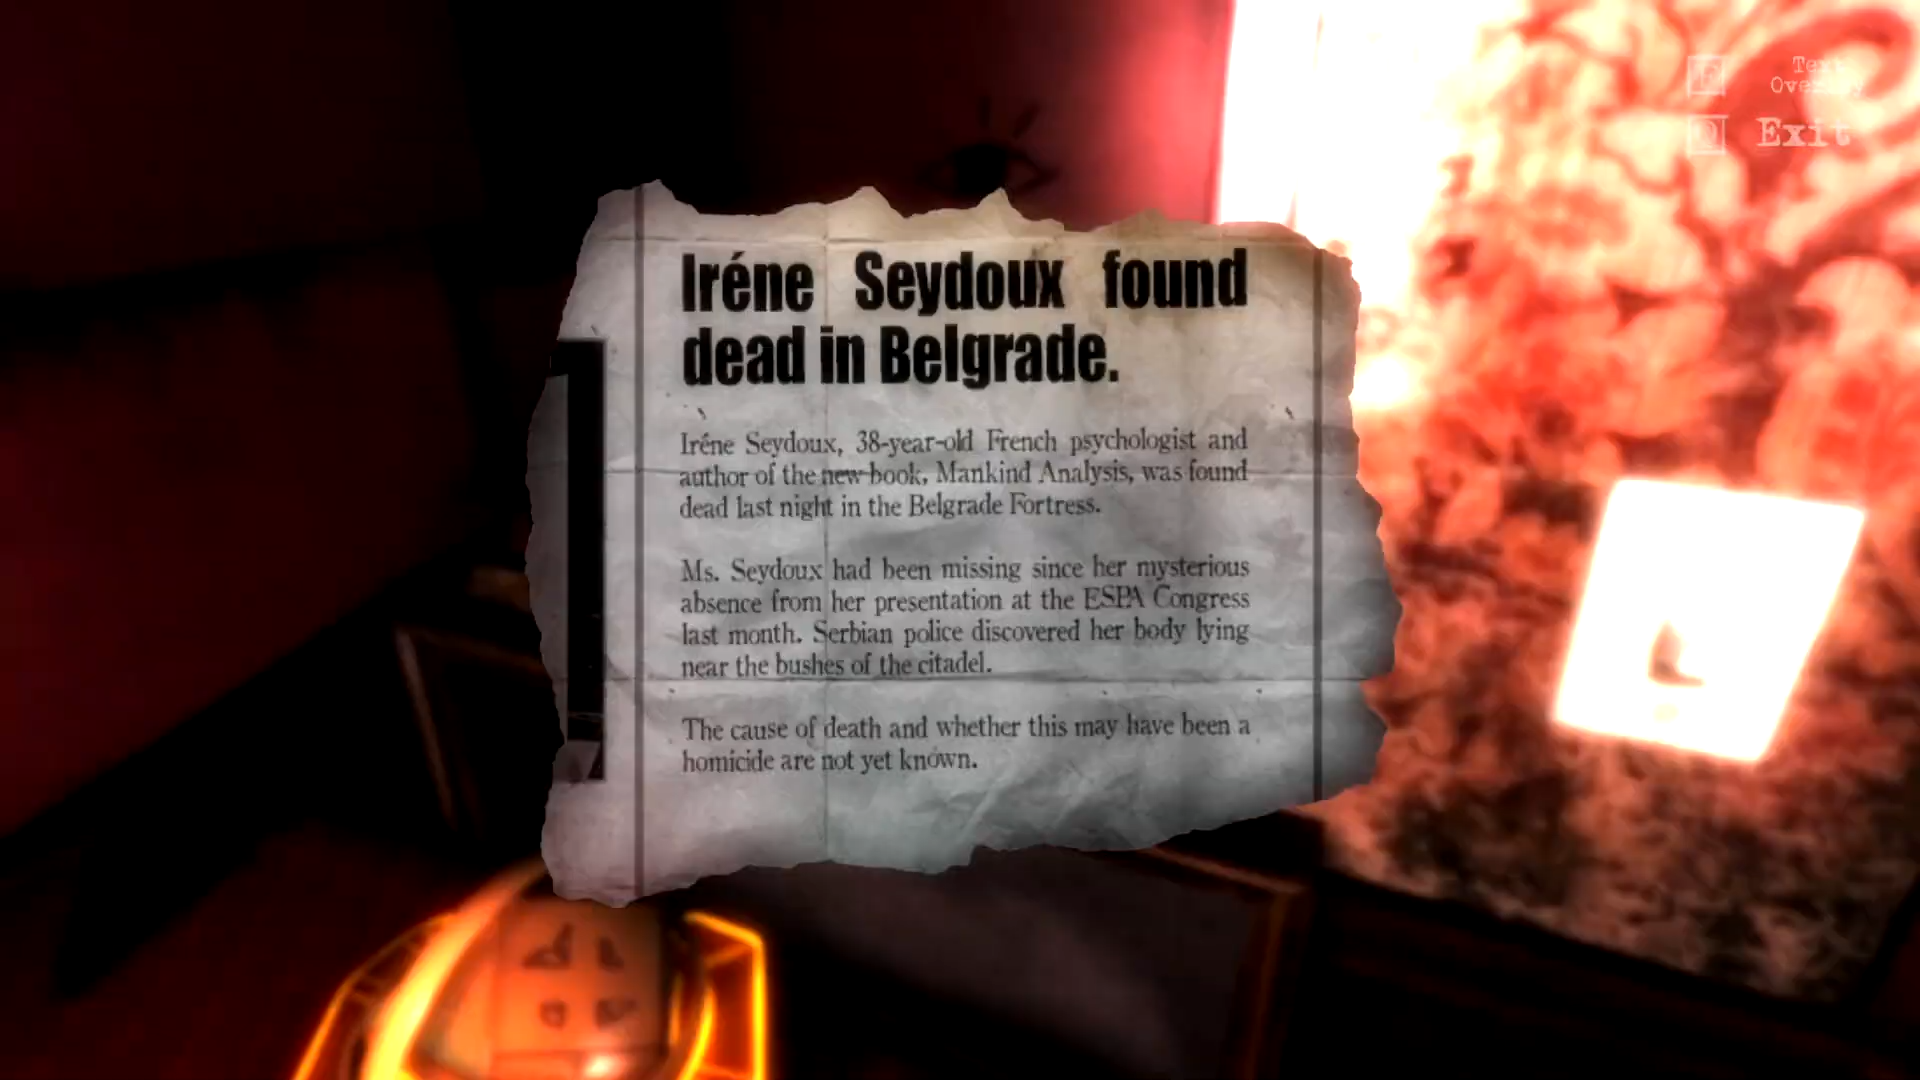 Text
Overlay
Exit
Iréne Seydoux found
dead in Belgrade.
Iréne Seydoux, 38-year-old French psychologist and
author of the new book, Mankind Analysis, was found
dead last night in the Belgrade Fortress.
Ms. Seydoux had been missing since her mysterious
absence from her presentation at the ESPA Congress
last month. Serbian police discovered her body lying
near the bushes of the citadel.
The cause of death and whether this may have been a
homicide are not yet known.